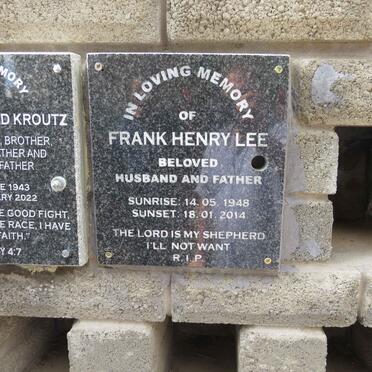 MORY
D KROUTZ
, BROTHER,
ATHER AND
FATHER
E 1943
ARY 2022
E GOOD FIGHT,
E RACE, I HAVE
FAITH."
Y 4:7
IN LOVING MEMORY
OF
FRANK HENRY LEE
BELOVED
HUSBAND AND FATHER
SUNRISE: 14. 05. 1948
SUNSET: 18. 01. 2014
THE LORD IS MY SHEPHERD
I'LL NOT WANT
R.I.P.